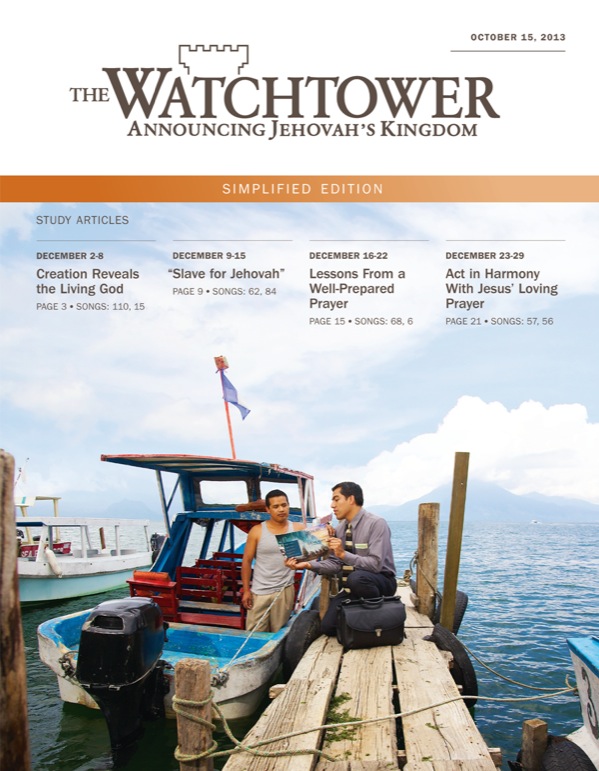 OCTOBER 15, 2013
THE WATCHTOWER
ANNOUNCING JEHOVAH'S KINGDOM
SIMPLIFIED EDITION
STUDY ARTICLES
DECEMBER 2-8
Creation Reveals
the Living God
PAGE 3 • SONGS: 110, 15
DECEMBER 9-15
“Slave for Jehovah”
PAGE 9 • SONGS: 62, 84
DECEMBER 16-22
Lessons From a
Well-Prepared
Prayer
PAGE 15 • SONGS: 68, 6
DECEMBER 23-29
Act in Harmony
With Jesus’ Loving
Prayer
PAGE 21 • SONGS: 57, 56